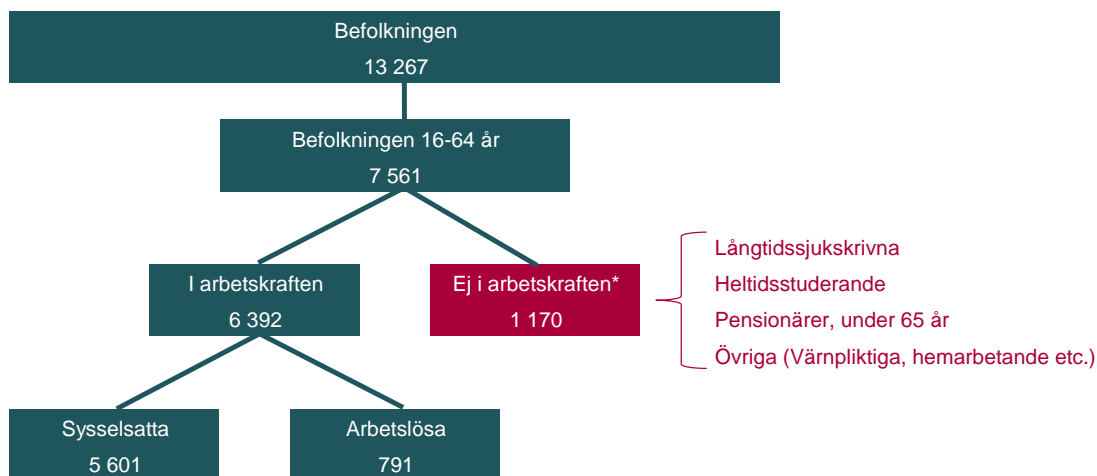 Befolkningen
13 267
Befolkningen 16-64 år
7 561
I arbetskraften
6 392
Ej i arbetskraften*
1 170
Långtidssjukskrivna
Heltidsstuderande
Pensionärer, under 65 år
Övriga (Värnpliktiga, hemarbetande etc.)
Sysselsatta
5 601
Arbetslösa
791